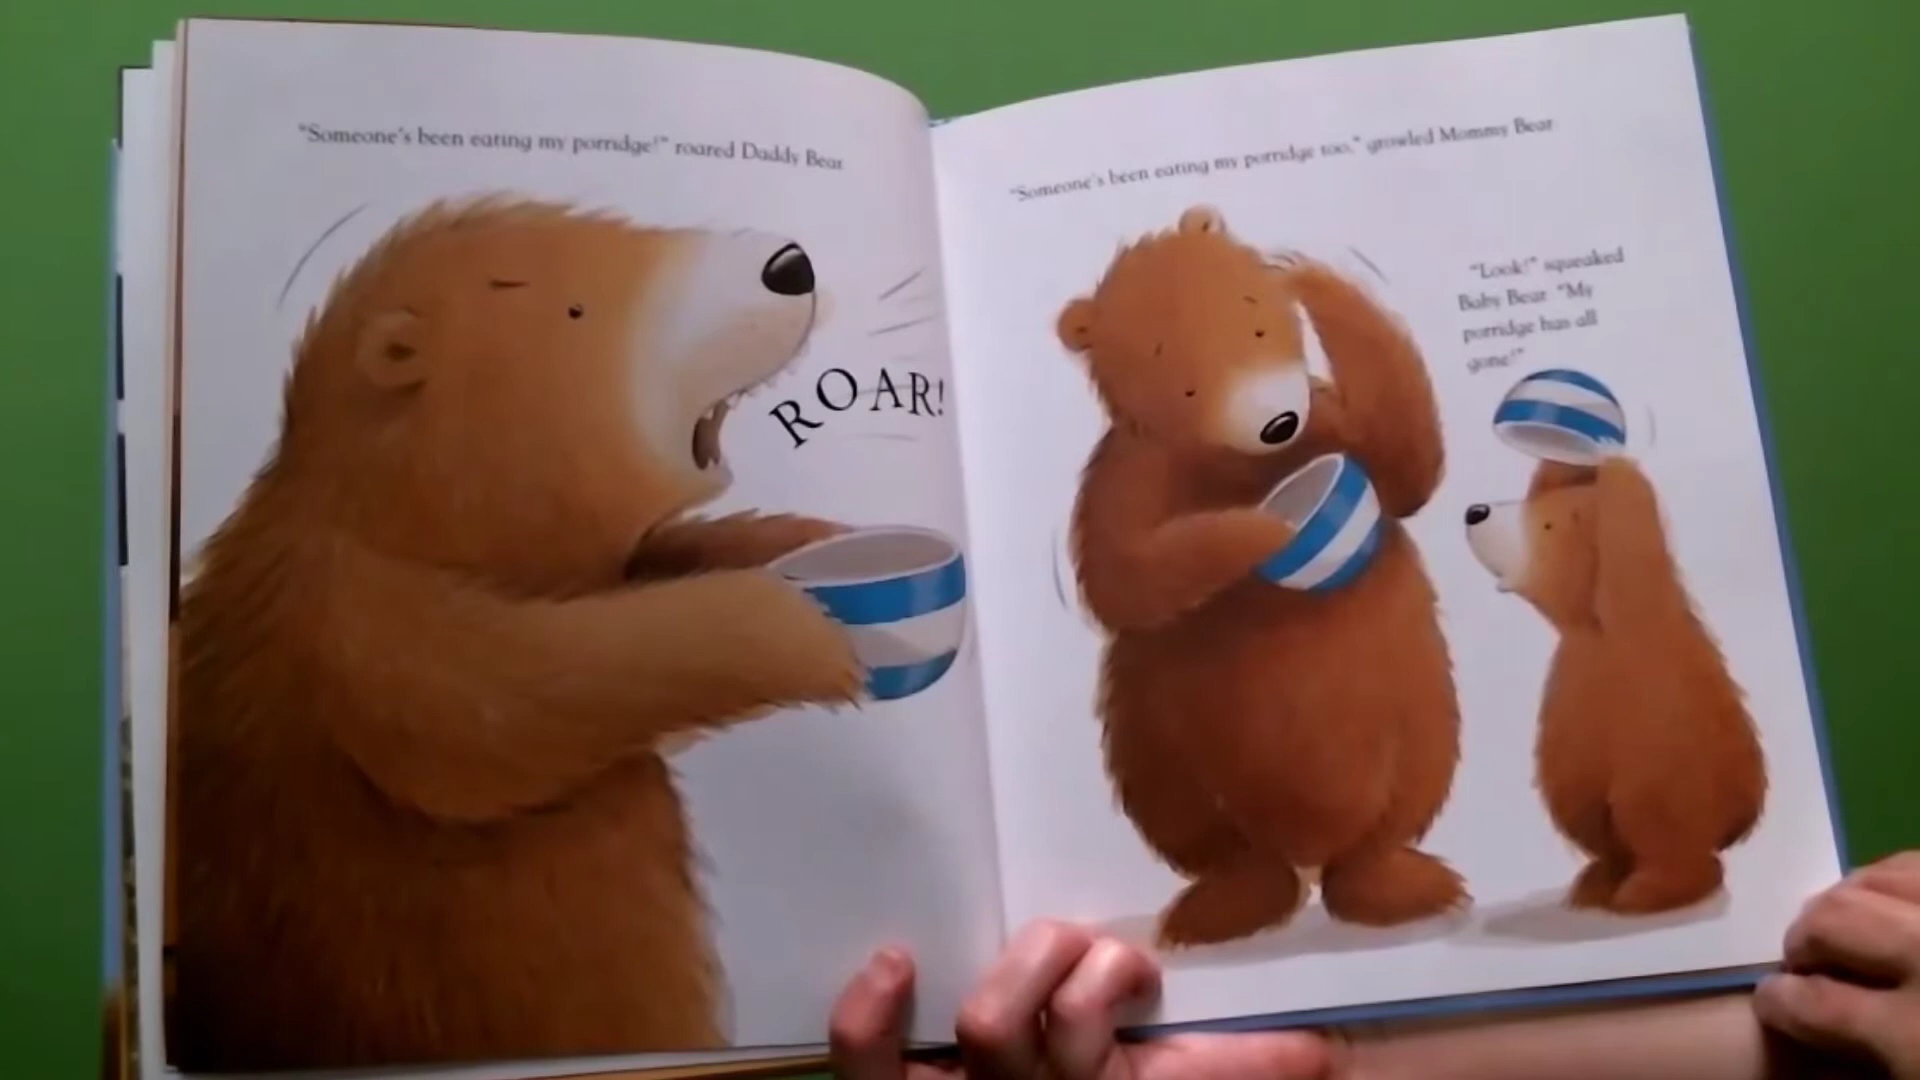 "Someone's been eating my porridge!" roared Daddy Bear
ROAR!
"Someone's been eating my porridge too," growled Mommy Bear
"Look!" squeaked
Baby Bear "My
porridge has all
gone!"